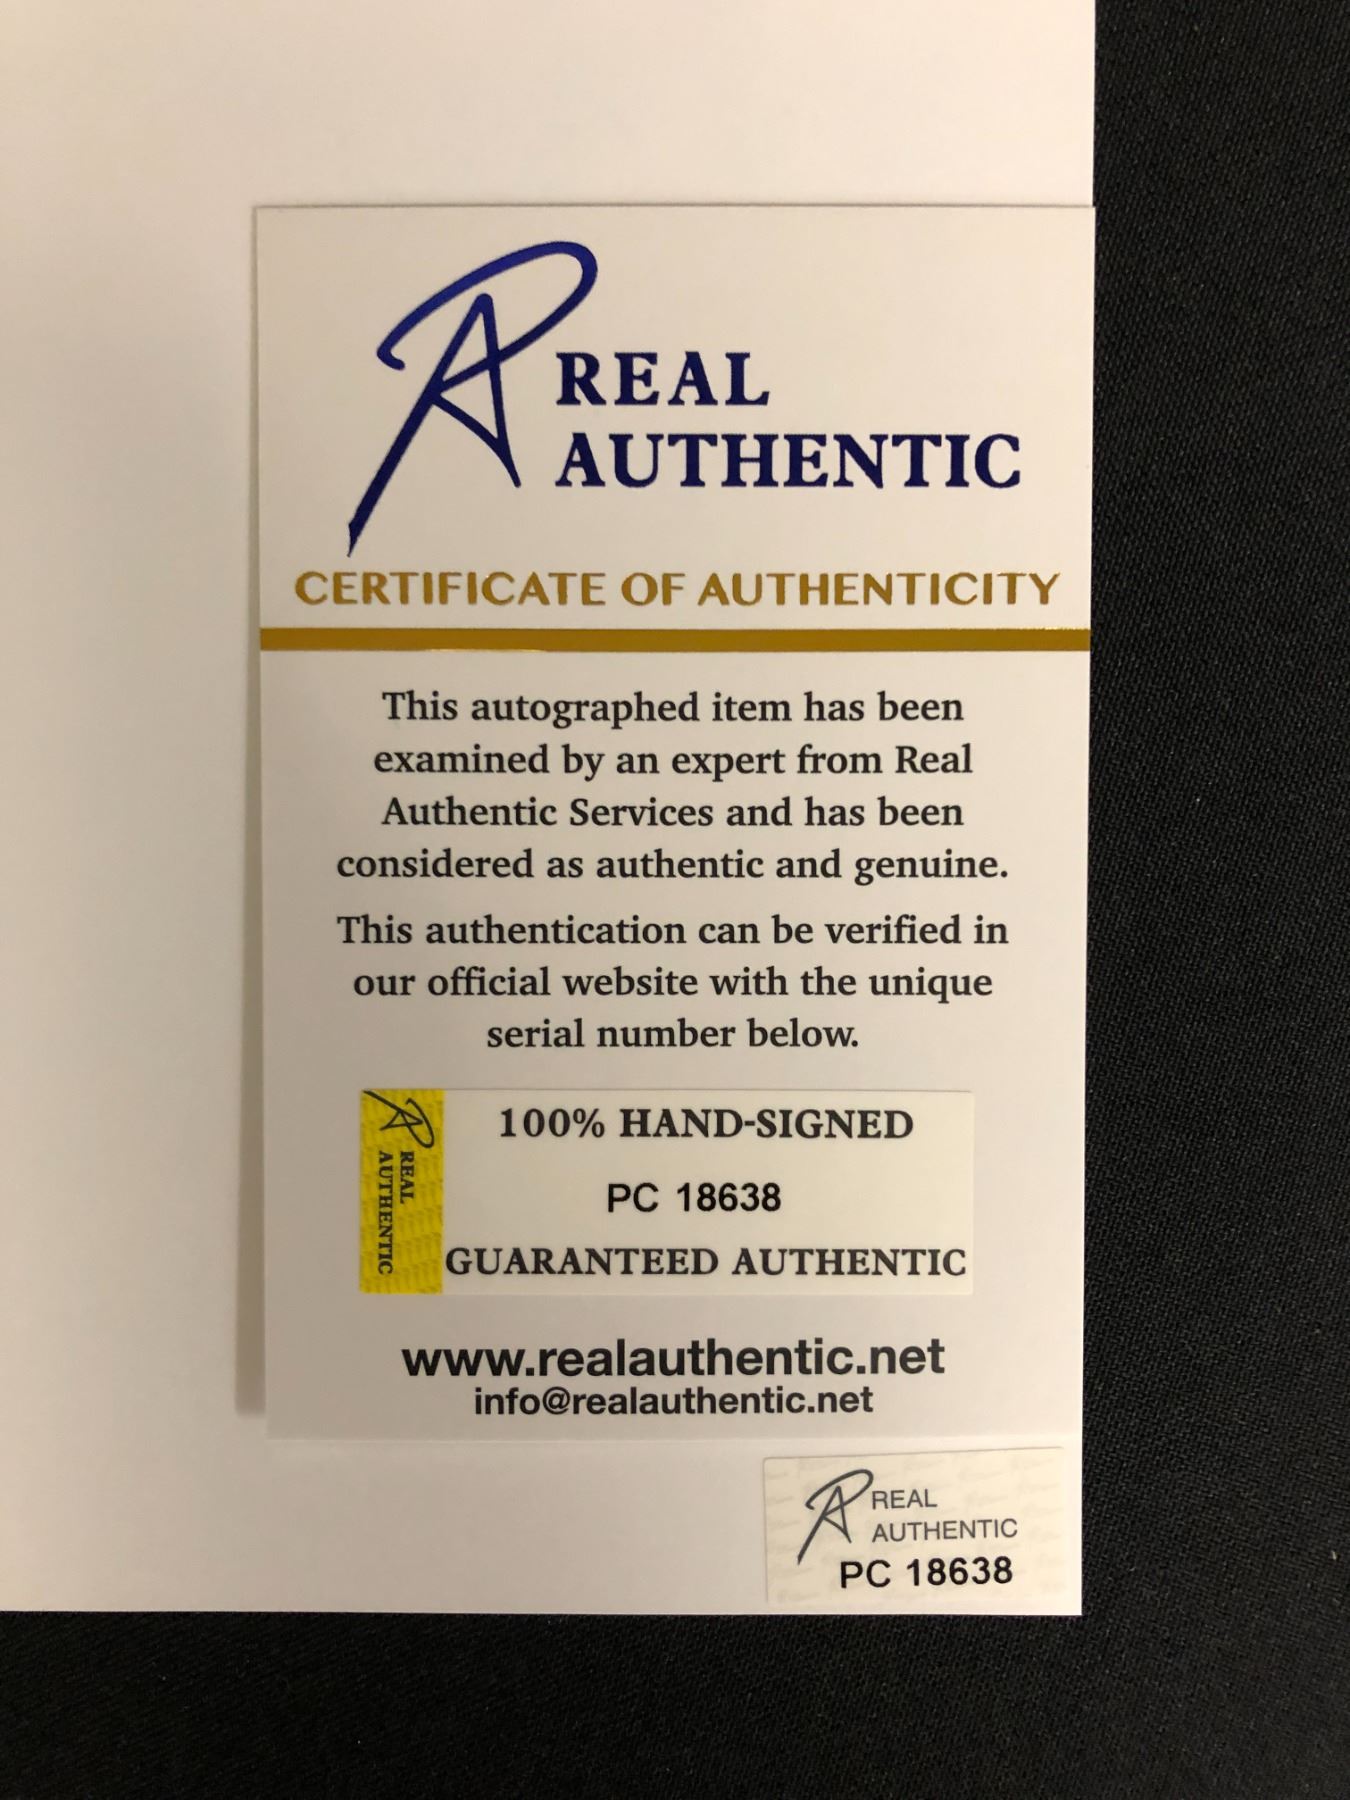 REAL
AUTHENTIC
CERTIFICATE OF AUTHENTICITY
This autographed item has been
examined by an expert from Real
Authentic Services and has been
considered as authentic and genuine.
This authentication can be verified in
our official website with the unique
serial number below.
REAL
AUTHENTIC
100% HAND-SIGNED
PC 18638
GUARANTEED AUTHENTIC
www.realauthentic.net
info@realauthentic.net
REAL
AUTHENTIC
PC 18638